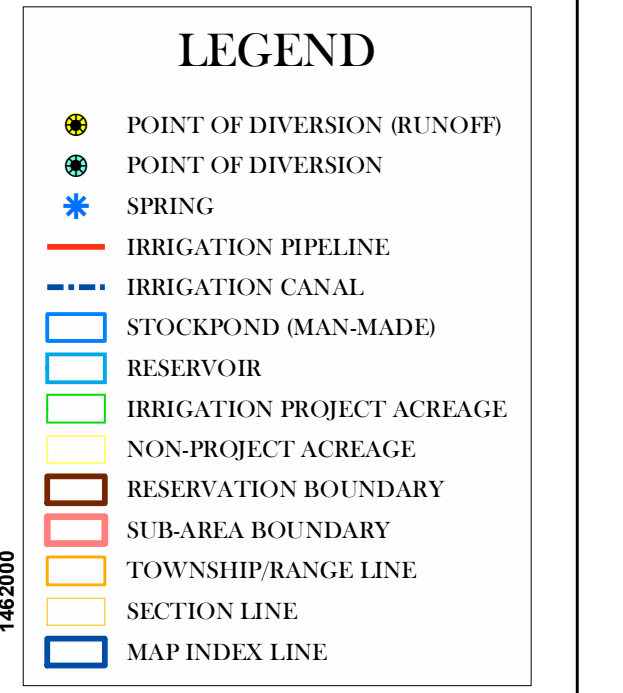 LEGEND
POINT OF DIVERSION (RUNOFF)
POINT OF DIVERSION
SPRING
IRRIGATION PIPELINE
IRRIGATION CANAL
STOCKPOND (MAN-MADE)
RESERVOIR
IRRIGATION PROJECT ACREAGE
NON-PROJECT ACREAGE
RESERVATION BOUNDARY
SUB-AREA BOUNDARY
TOWNSHIP/RANGE LINE
SECTION LINE
MAP INDEX LINE
1462000